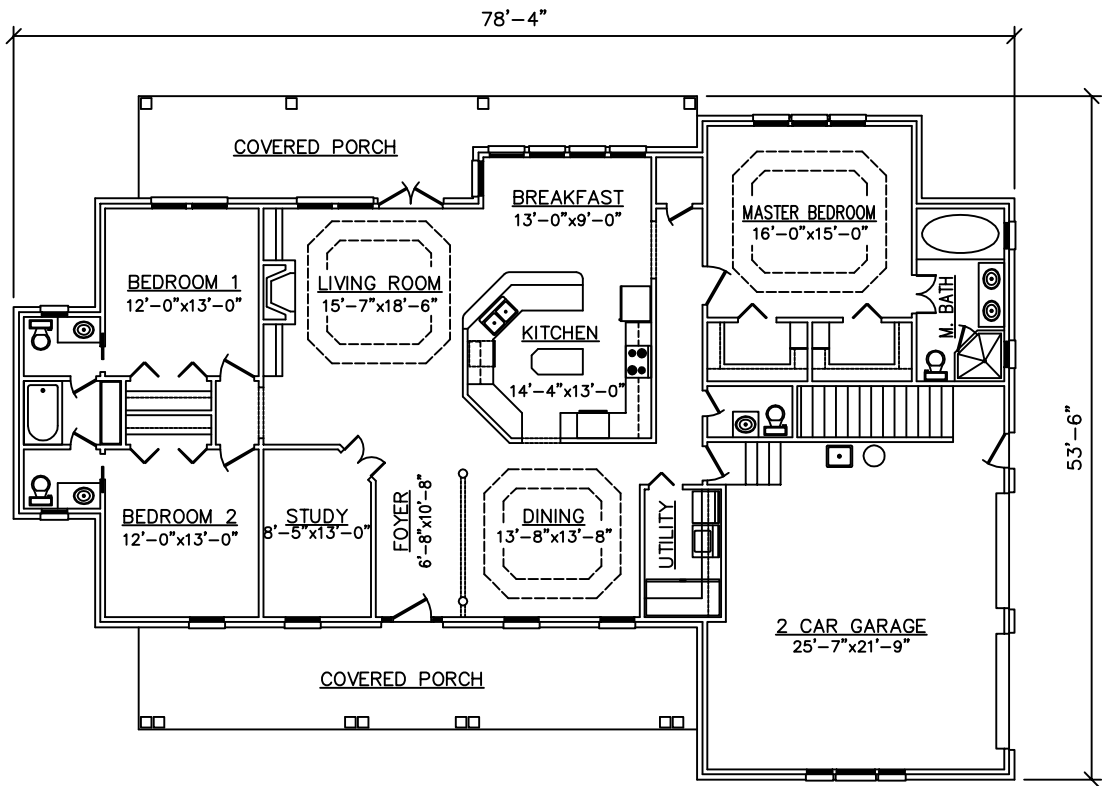 78'-4"
COVERED PORCH
BREAKFAST
13'-0"x9'-0"
MASTER BEDROOM
16'-0"x15'-0"
BEDROOM 1
12'-0"x13'-0"
LIVING ROOM
15'-7"x18'-6"
M. BATH
KITCHEN
14'-4"x13'-0"
53'-6"
BEDROOM 2
12'-0"x13'-0"
STUDY
8'-5"x13'-0"
FOYER
6'-8"x10'-8"
DINING
13'-8"x13'-8"
UTILITY
2 CAR GARAGE
25'-7"x21'-9"
COVERED PORCH